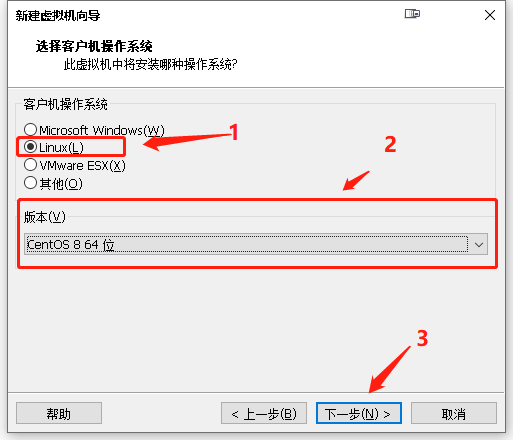 新建虚拟机向导
选择客户机操作系统
此虚拟机中将安装哪种操作系统?
客户机操作系统
Microsoft Windows(W)
1
Linux(L)
VMware ESX(X)
2
其他(O)
版本(V)
CentOS 8 64 位
3
帮助
< 上一步(B)
下一步(N) >
取消